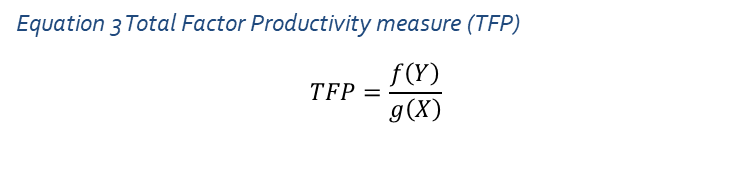 Equation 3 Total Factor Productivity measure (TFP)
TFP = f(Y) / g(X)